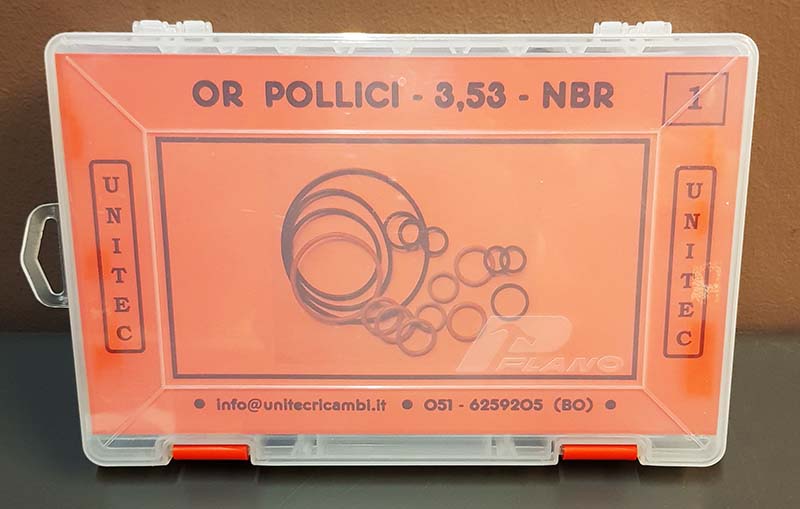 OR POLLICI - 3,53 - NBR
1
UNITEC
UNITEC
PLANO
• info@unitecricambi.it • 051 - 6259205 (BO) •